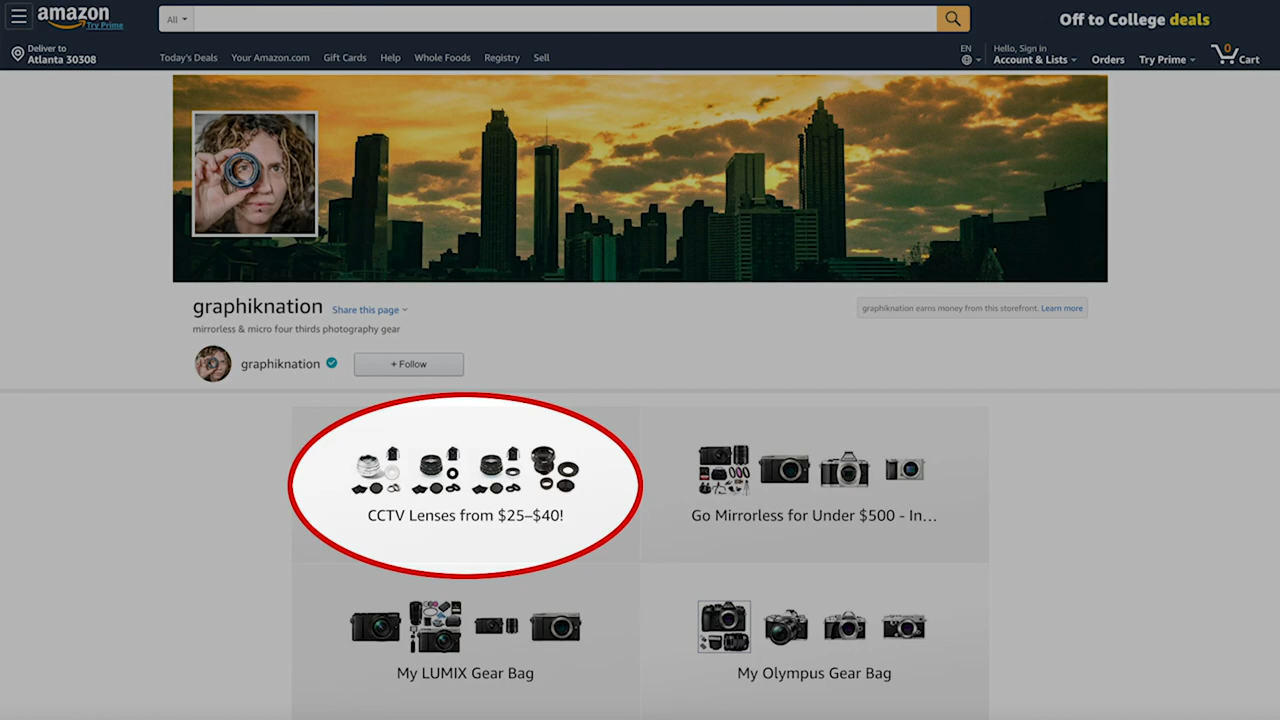 amazon
Try Prime
All
Off to College deals
Deliver to
Atlanta 30308
Today's Deals Your Amazon.com Gift Cards Help Whole Foods Registry Sell
EN
Hello, Sign in
Account & Lists
Orders
Try Prime
0
Cart
graphiknation Share this page
graphiknation earns money from this storefront. Learn more
mirrorless & micro four thirds photography gear
graphiknation
+ Follow
CCTV Lenses from $25–$40!
Go Mirrorless for Under $500 - In…
My LUMIX Gear Bag
My Olympus Gear Bag